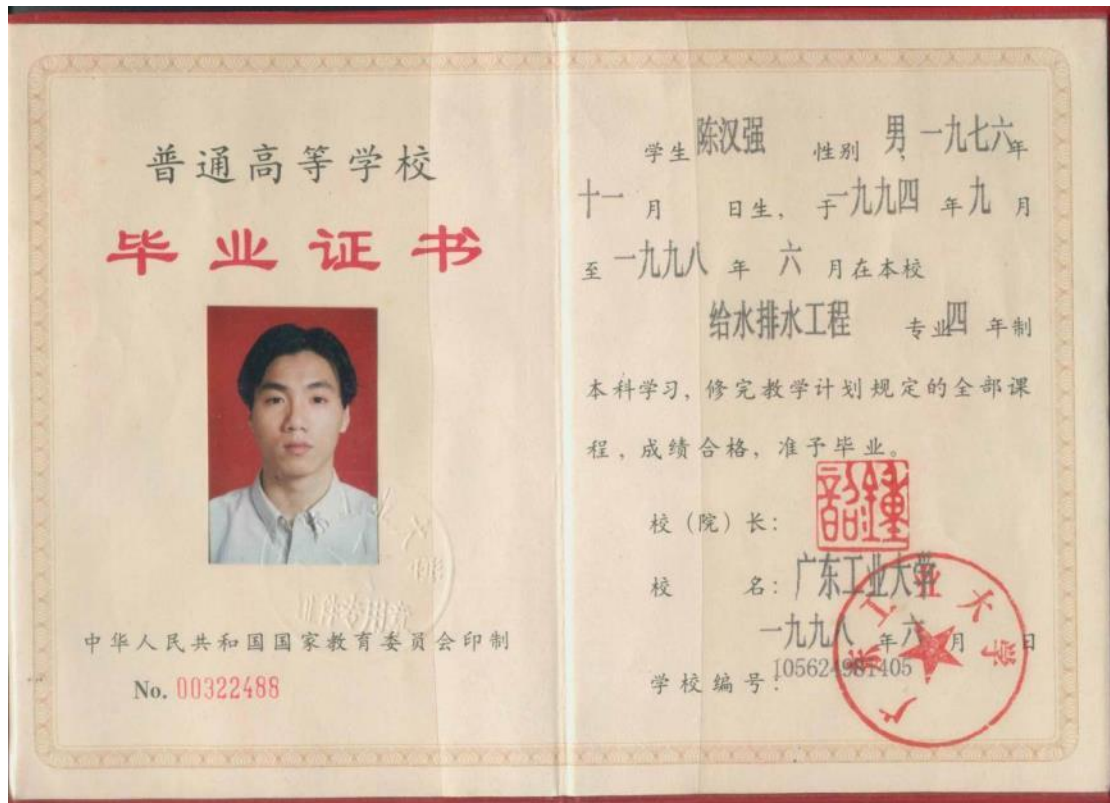 普通高等学校
毕业证书
中华人民共和国国家教育委员会印制
No. 00322488
学生 陈汉强 性别 男, 一九七六年
十一 月 日生, 于一九九四 年 九 月
至 一九九八 年 六 月在本校
给水排水工程 专业 四 年制
本科学习, 修完教学计划规定的全部课
程, 成绩合格, 准予毕业。
校(院)长:
校 名: 广东工业大学
一九九八 年 六 月 日
学校编号: 105624981405
广东工业大学